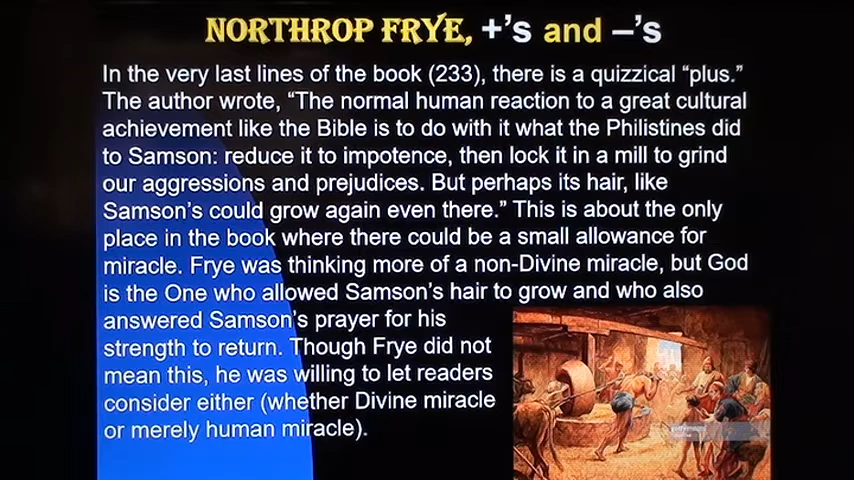 NORTHROP FRYE, +'s and –'s
In the very last lines of the book (233), there is a quizzical “plus.”
The author wrote, “The normal human reaction to a great cultural
achievement like the Bible is to do with it what the Philistines did
to Samson: reduce it to impotence, then lock it in a mill to grind
our aggressions and prejudices. But perhaps its hair, like
Samson’s could grow again even there.” This is about the only
place in the book where there could be a small allowance for
miracle. Frye was thinking more of a non-Divine miracle, but God
is the One who allowed Samson’s hair to grow and who also
answered Samson’s prayer for his
strength to return. Though Frye did not
mean this, he was willing to let readers
consider either (whether Divine miracle
or merely human miracle).